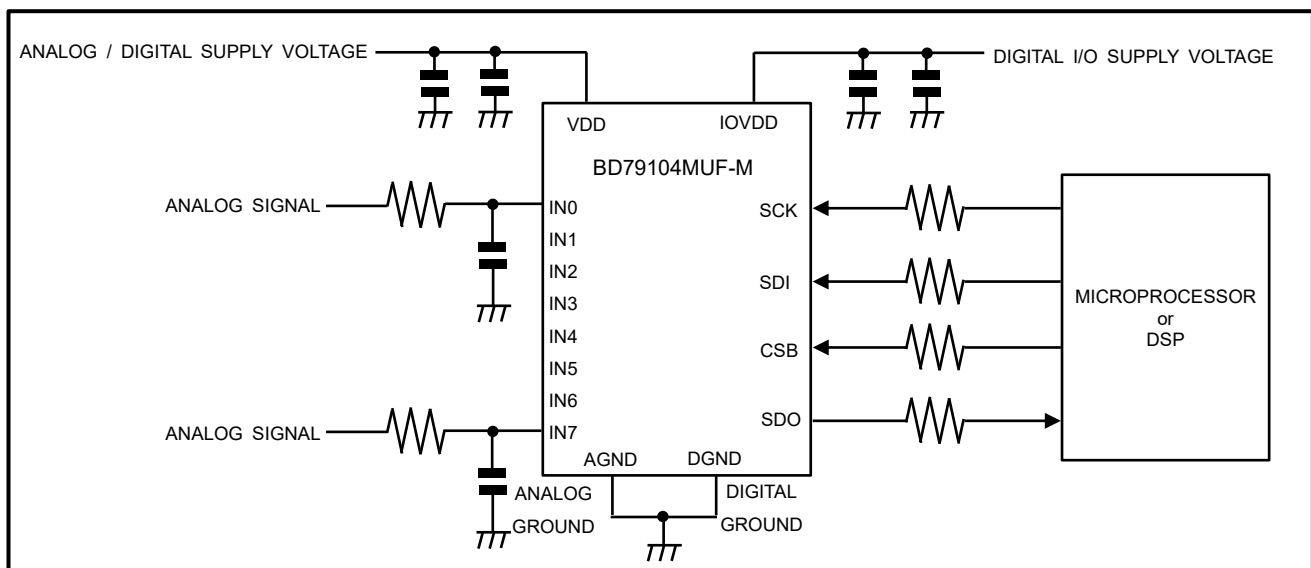 ANALOG / DIGITAL SUPPLY VOLTAGE
DIGITAL I/O SUPPLY VOLTAGE
VDD
IOVDD
BD79104MUF-M
ANALOG SIGNAL
IN0
IN1
IN2
IN3
IN4
IN5
IN6
IN7
ANALOG SIGNAL
SCK
SDI
CSB
SDO
MICROPROCESSOR
or
DSP
AGND
DGND
ANALOG
GROUND
DIGITAL
GROUND